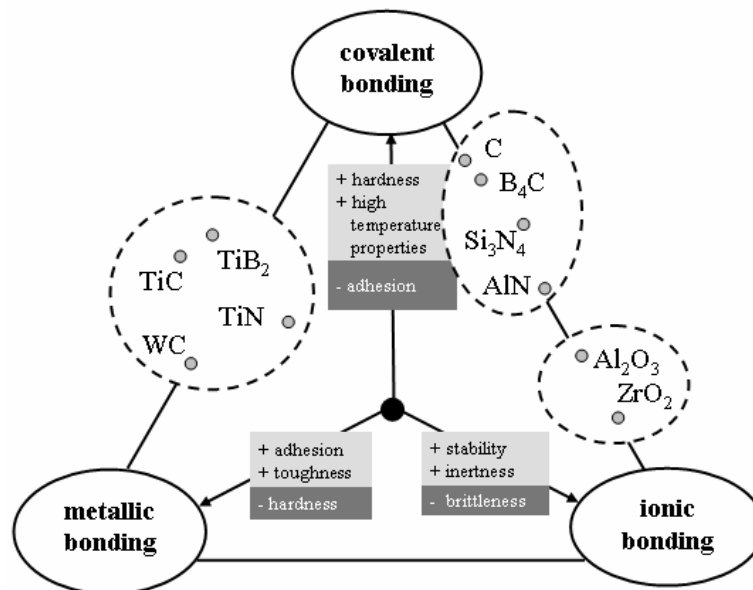 covalent
bonding
C
B₄C
Si₃N₄
AlN
+ hardness
+ high
temperature
properties
- adhesion
TiB₂
TiC
TiN
WC
Al₂O₃
ZrO₂
+ adhesion
+ toughness
- hardness
+ stability
+ inertness
- brittleness
metallic
bonding
ionic
bonding